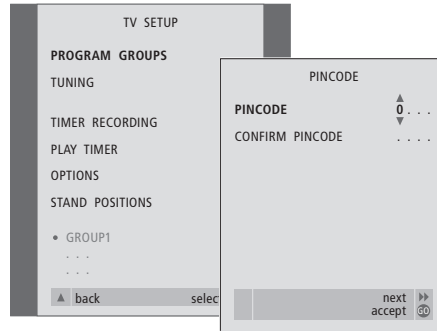 TV SETUP
PROGRAM GROUPS
TUNING
TIMER RECORDING
PLAY TIMER
OPTIONS
STAND POSITIONS
• GROUP1
. . .
. . .
▲ back selec
PINCODE
PINCODE 0 . . .
CONFIRM PINCODE . . . .
next
accept GO